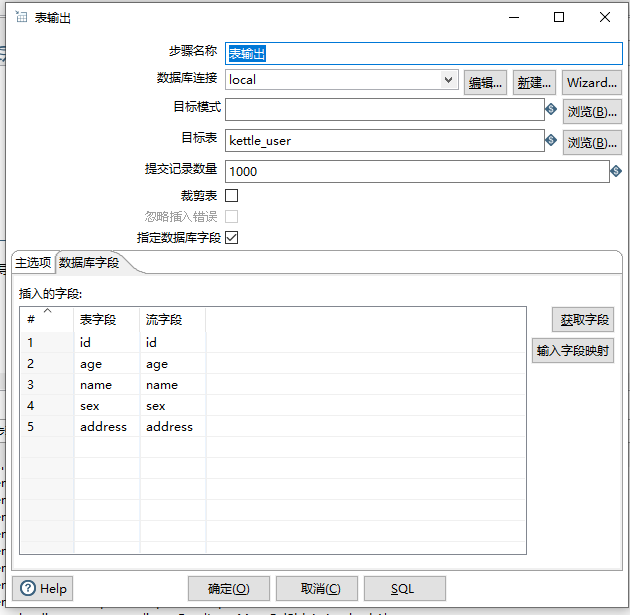 表输出
步骤名称 表输出
数据库连接 local 编辑... 新建... Wizard...
目标模式 浏览(B)...
目标表 kettle_user 浏览(B)...
提交记录数量 1000
裁剪表
忽略插入错误
指定数据库字段
主选项 数据库字段
插入的字段:
# 表字段 流字段
1 id id
2 age age
3 name name
4 sex sex
5 address address
获取字段
输入字段映射
Help 确定(O) 取消(C) SQL